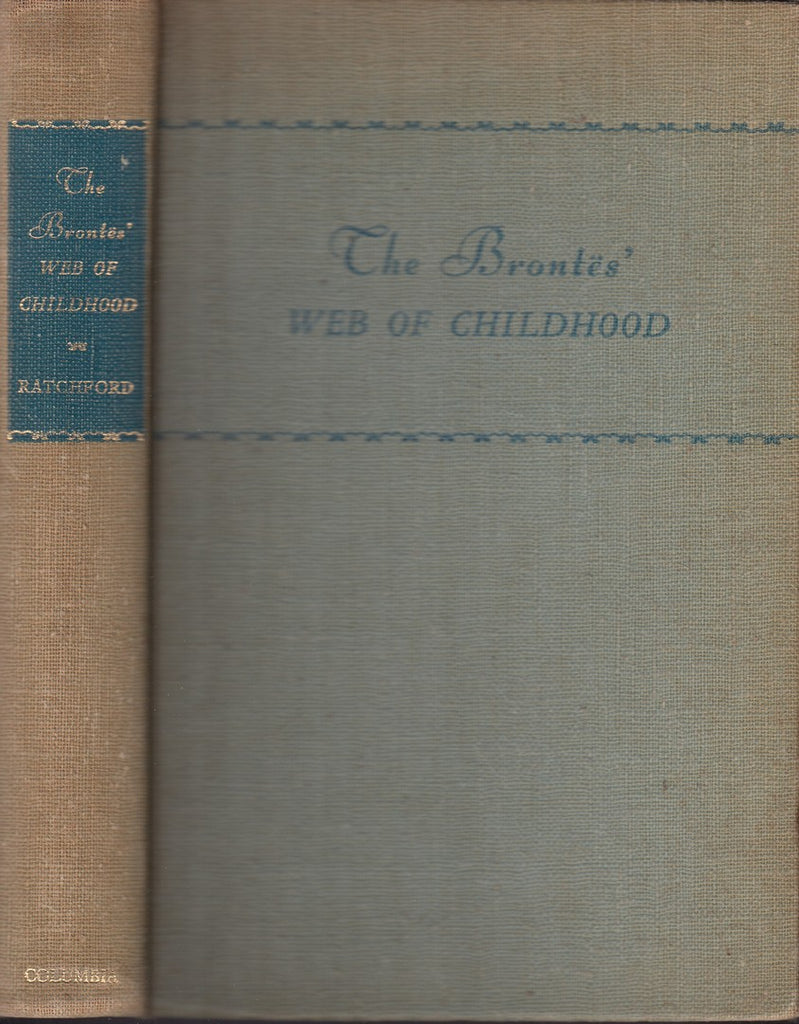 The
Brontës'
WEB OF
CHILDHOOD
RATCHFORD
COLUMBIA
The Brontës'
WEB OF CHILDHOOD